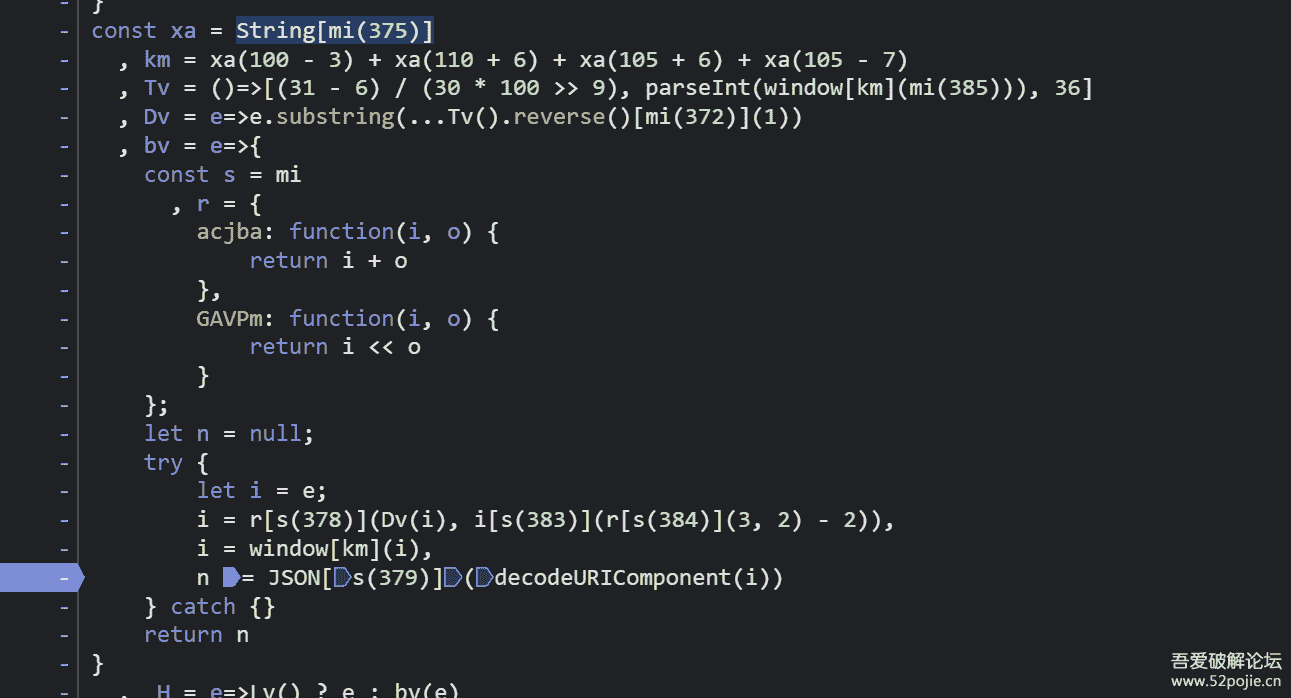 }
const xa = String[mi(375)]
, km = xa(100 - 3) + xa(110 + 6) + xa(105 + 6) + xa(105 - 7)
, Tv = ()=>[(31 - 6) / (30 * 100 >> 9), parseInt(window[km](mi(385))), 36]
, Dv = e=>e.substring(...Tv().reverse()[mi(372)](1))
, bv = e=>{
const s = mi
, r = {
acjba: function(i, o) {
return i + o
},
GAVPm: function(i, o) {
return i << o
}
};
let n = null;
try {
let i = e;
i = r[s(378)](Dv(i), i[s(383)](r[s(384)](3, 2) - 2)),
i = window[km](i),
n = JSON[s(379)](decodeURIComponent(i))
} catch {}
return n
}
, H = e=>Lv() ? e : bv(e)
吾爱破解论坛
www.52pojie.cn